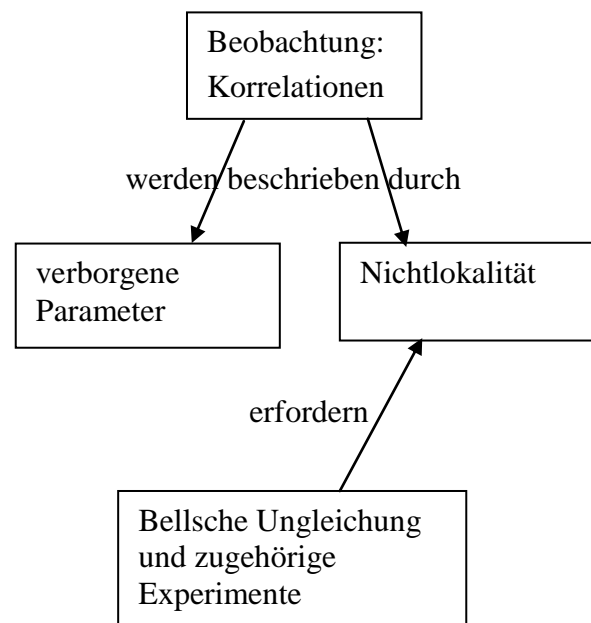 Beobachtung:
Korrelationen
werden beschrieben durch
verborgene
Parameter
Nichtlokalität
erfordern
Bellsche Ungleichung
und zugehörige
Experimente